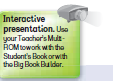 Interactive
presentation. Use
your Teacher's Multi-
ROM to work with the
Student's Book or with
the Big Book Builder.